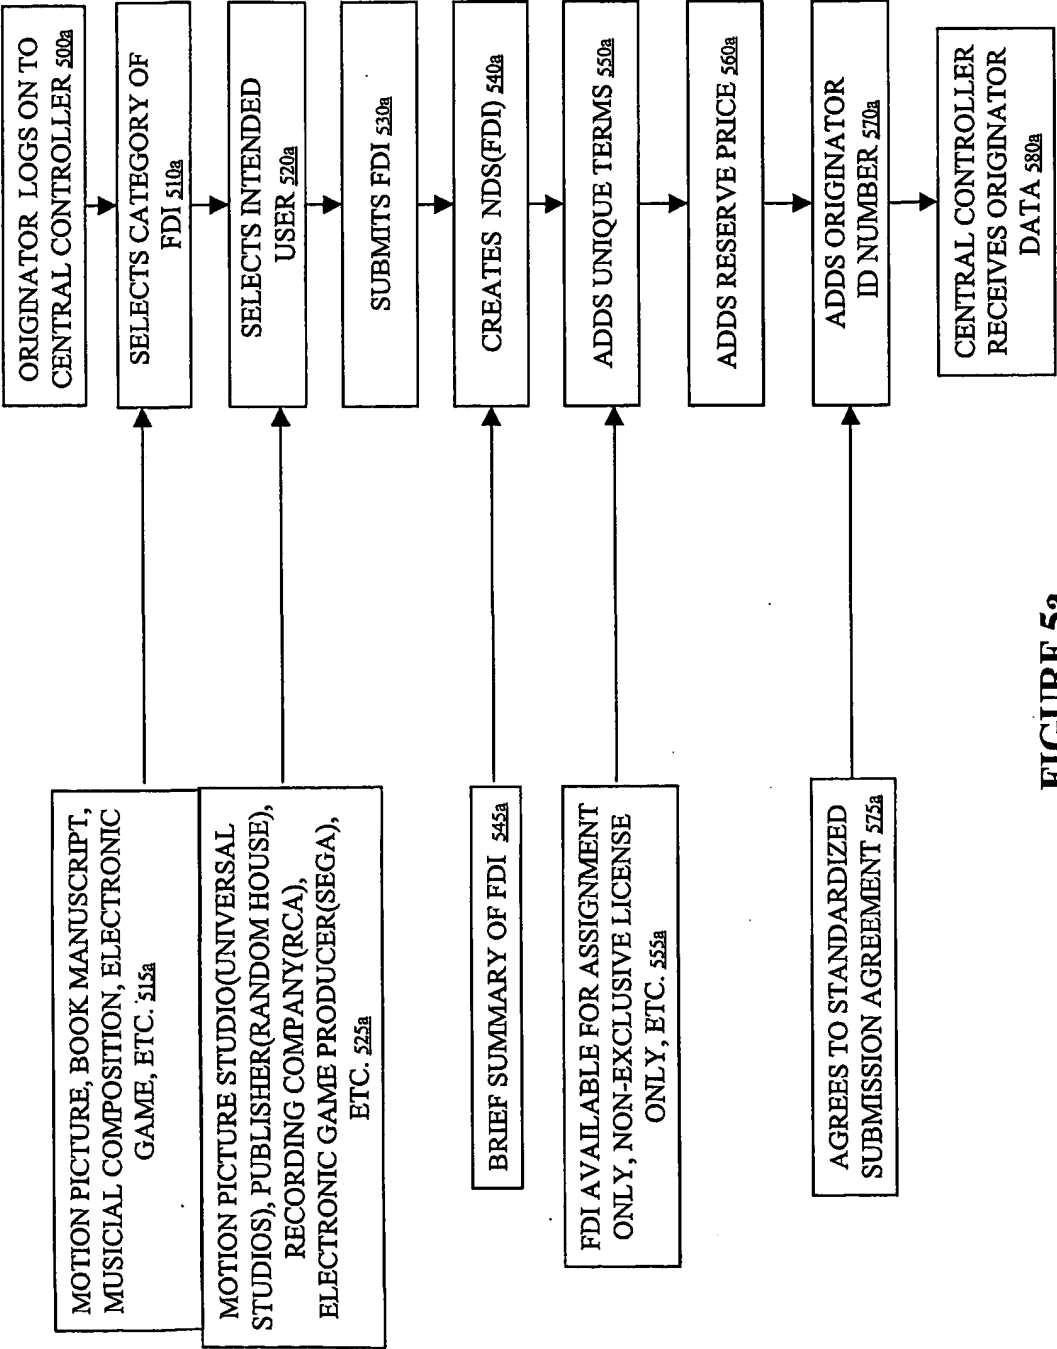 ORIGINATOR LOGS ON TO
CENTRAL CONTROLLER 500a
SELECTS CATEGORY OF
FDI 510a
MOTION PICTURE, BOOK MANUSCRIPT,
MUSICIAL COMPOSITION, ELECTRONIC
GAME, ETC. 515a
SELECTS INTENDED
USER 520a
MOTION PICTURE STUDIO(UNIVERSAL
STUDIOS), PUBLISHER(RANDOM HOUSE),
RECORDING COMPANY(RCA),
ELECTRONIC GAME PRODUCER(SEGA),
ETC. 525a
SUBMITS FDI 530a
CREATES NDS(FDI) 540a
BRIEF SUMMARY OF FDI 545a
ADDS UNIQUE TERMS 550a
FDI AVAILABLE FOR ASSIGNMENT
ONLY, NON-EXCLUSIVE LICENSE
ONLY, ETC. 555a
ADDS RESERVE PRICE 560a
ADDS ORIGINATOR
ID NUMBER 570a
AGREES TO STANDARDIZED
SUBMISSION AGREEMENT 575a
CENTRAL CONTROLLER
RECEIVES ORIGINATOR
DATA 580a
FIGURE 5a